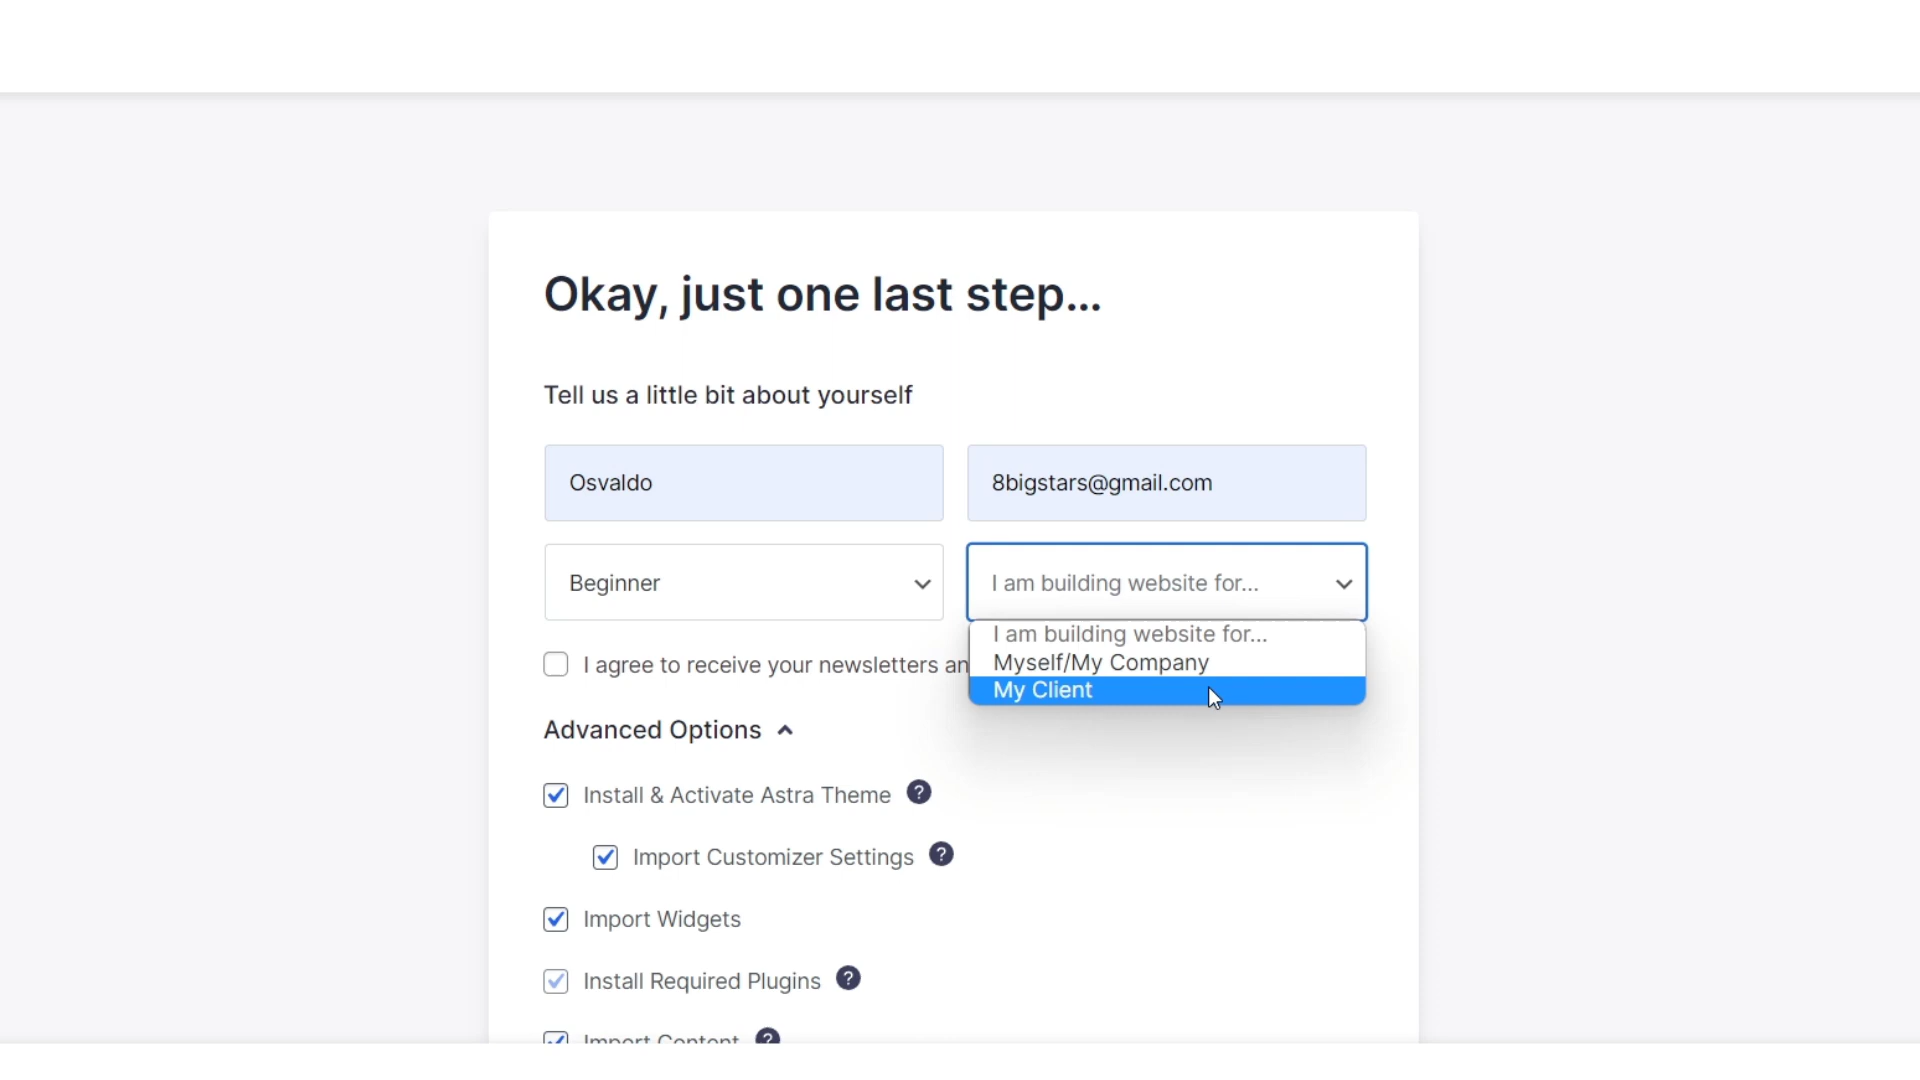 Okay, just one last step...
Tell us a little bit about yourself
Osvaldo
8bigstars@gmail.com
Beginner
I am building website for...
I am building website for...
I agree to receive your newsletters an
Myself/My Company
My Client
Advanced Options
Install & Activate Astra Theme ?
Import Customizer Settings ?
Import Widgets
Install Required Plugins ?
Import Content ?